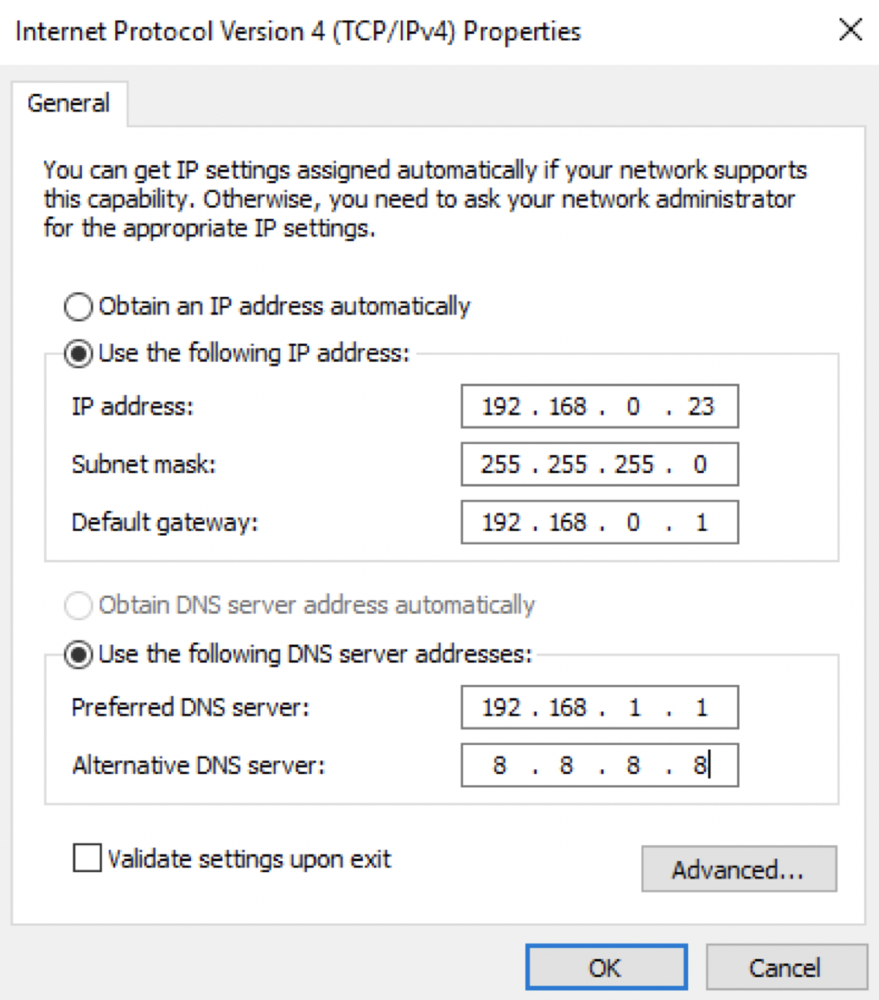 Internet Protocol Version 4 (TCP/IPv4) Properties
General
You can get IP settings assigned automatically if your network supports
this capability. Otherwise, you need to ask your network administrator
for the appropriate IP settings.
Obtain an IP address automatically
Use the following IP address:
IP address: 192 . 168 . 0 . 23
Subnet mask: 255 . 255 . 255 . 0
Default gateway: 192 . 168 . 0 . 1
Obtain DNS server address automatically
Use the following DNS server addresses:
Preferred DNS server: 192 . 168 . 1 . 1
Alternative DNS server: 8 . 8 . 8 . 8
Validate settings upon exit
Advanced...
OK Cancel